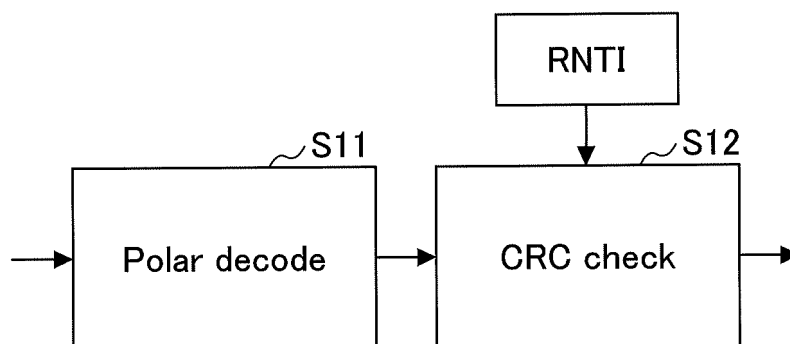 RNTI
S11
S12
Polar decode
CRC check